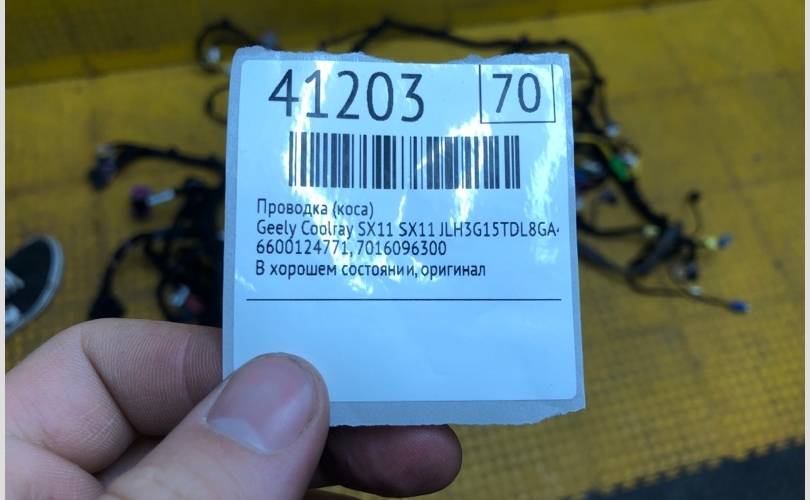 41203 70
Проводка (коса)
Geely Coolray SX11 SX11 JLH3G15TDL8GA
6600124771, 7016096300
В хорошем состоянии, оригинал